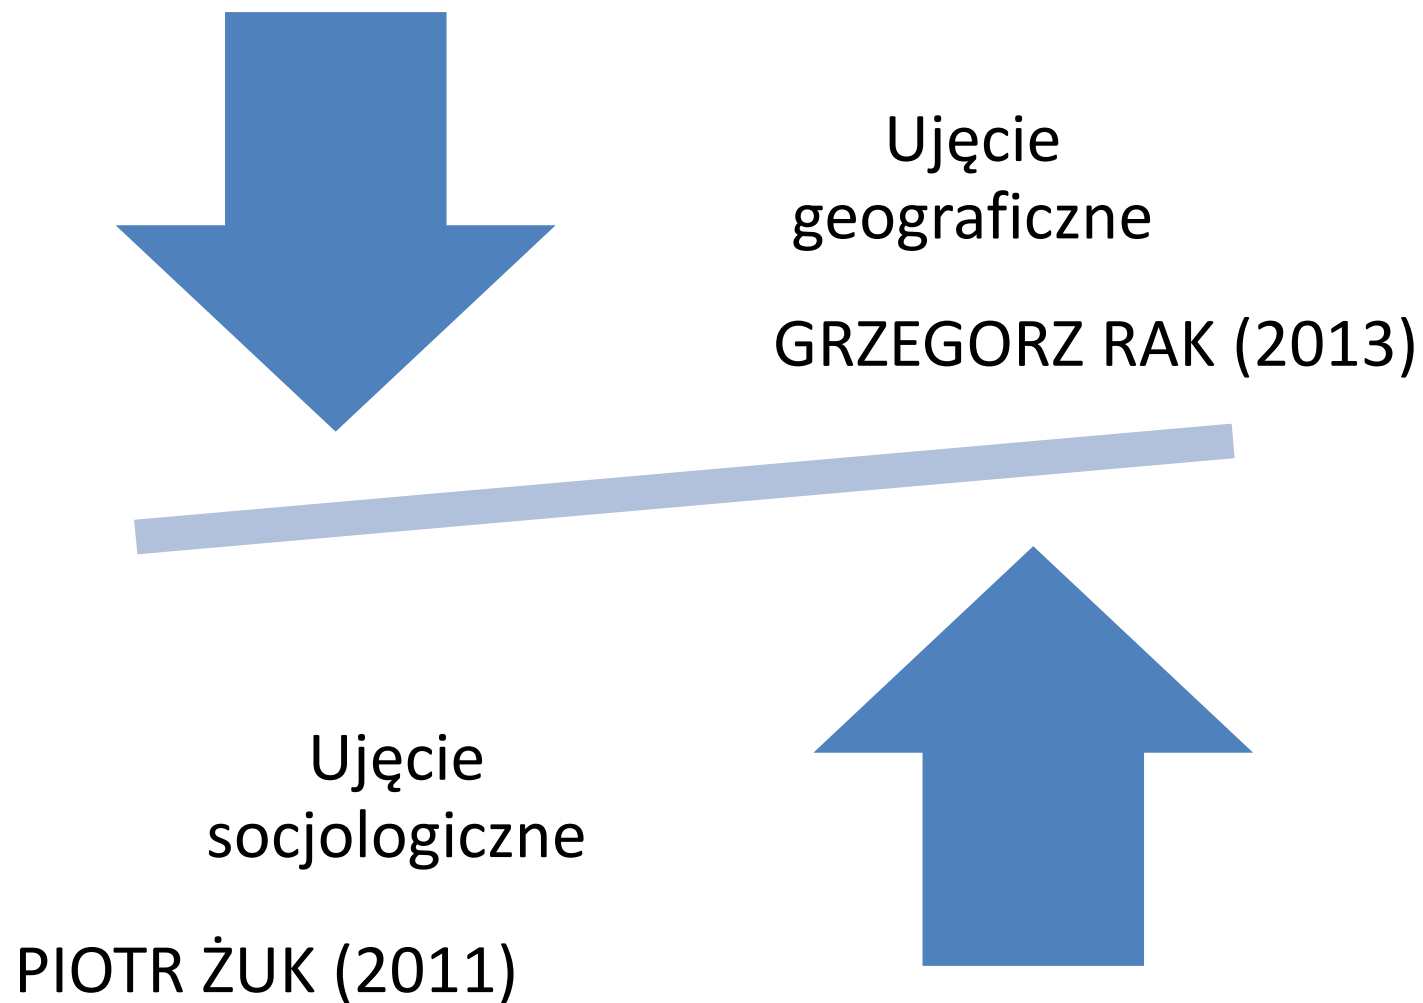 Ujęcie
geograficzne
GRZEGORZ RAK (2013)
Ujęcie
socjologiczne
PIOTR ŻUK (2011)